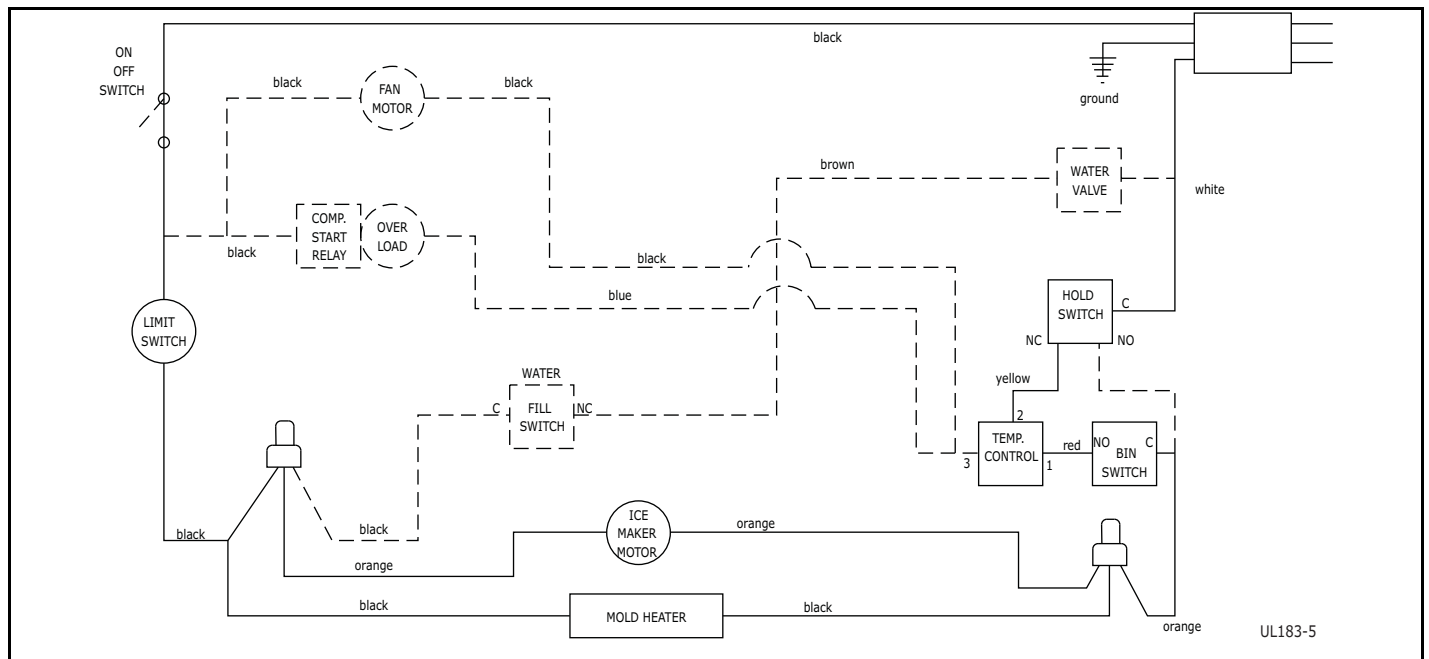 black
ON
OFF
SWITCH
black
FAN
MOTOR
black
ground
brown
WATER
VALVE
white
COMP.
START
RELAY
OVER
LOAD
black
black
blue
HOLD
SWITCH
C
NC
NO
LIMIT
SWITCH
yellow
WATER
C
FILL
SWITCH
NC
2
TEMP.
CONTROL
3
1
red
NO
C
BIN
SWITCH
black
black
orange
ICE
MAKER
MOTOR
orange
black
MOLD HEATER
black
orange
UL183-5